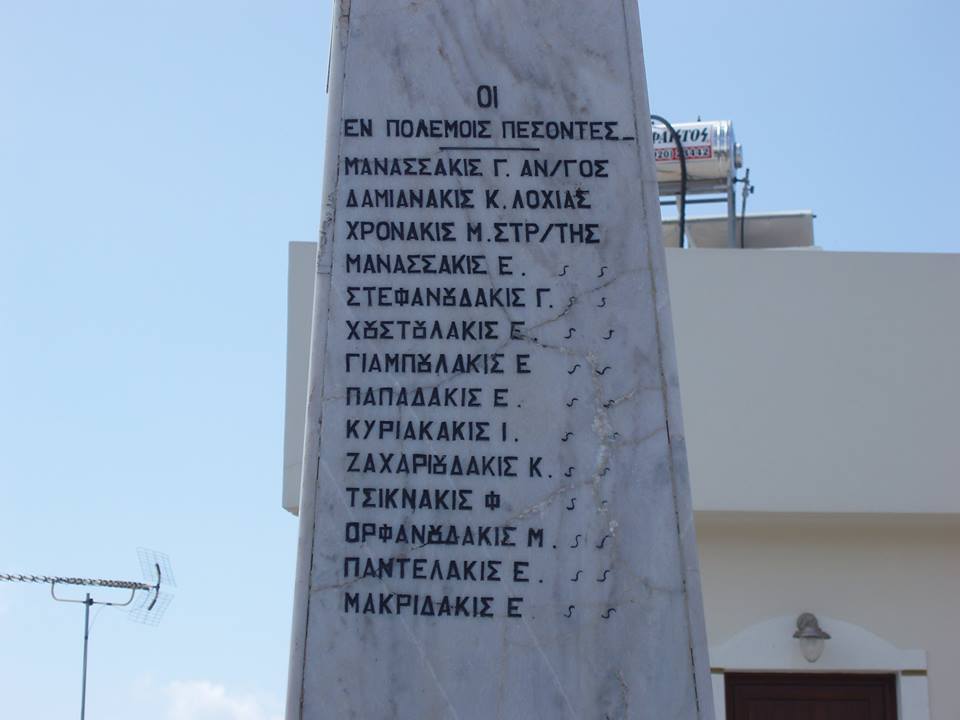 ΟΙ
ΕΝ ΠΟΛΕΜΟΙΣ ΠΕΣΟΝΤΕΣ
ΜΑΝΑΣΣΑΚΙΣ Γ. ΑΝ/ΓΟΣ
ΔΑΜΙΑΝΑΚΙΣ Κ. ΛΟΧΙΑΣ
ΧΡΟΝΑΚΙΣ Μ. ΣΤΡ/ΤΗΣ
ΜΑΝΑΣΣΑΚΙΣ Ε. 〃 〃
ΣΤΕΦΑΝȢΔΑΚΙΣ Γ. 〃 〃
ΧȢΣΤȢΛΑΚΙΣ Ε. 〃 〃
ΓΙΑΜΠȢΛΑΚΙΣ Ε 〃 〃
ΠΑΠΑΔΑΚΙΣ Ε. 〃 〃
ΚΥΡΙΑΚΑΚΙΣ Ι. 〃 〃
ΖΑΧΑΡΙȢΔΑΚΙΣ Κ. 〃 〃
ΤΣΙΚΝΑΚΙΣ Φ 〃 〃
ΟΡΦΑΝȢΔΑΚΙΣ Μ. 〃 〃
ΠΑΝΤΕΛΑΚΙΣ Ε. 〃 〃
ΜΑΚΡΙΔΑΚΙΣ Ε 〃 〃